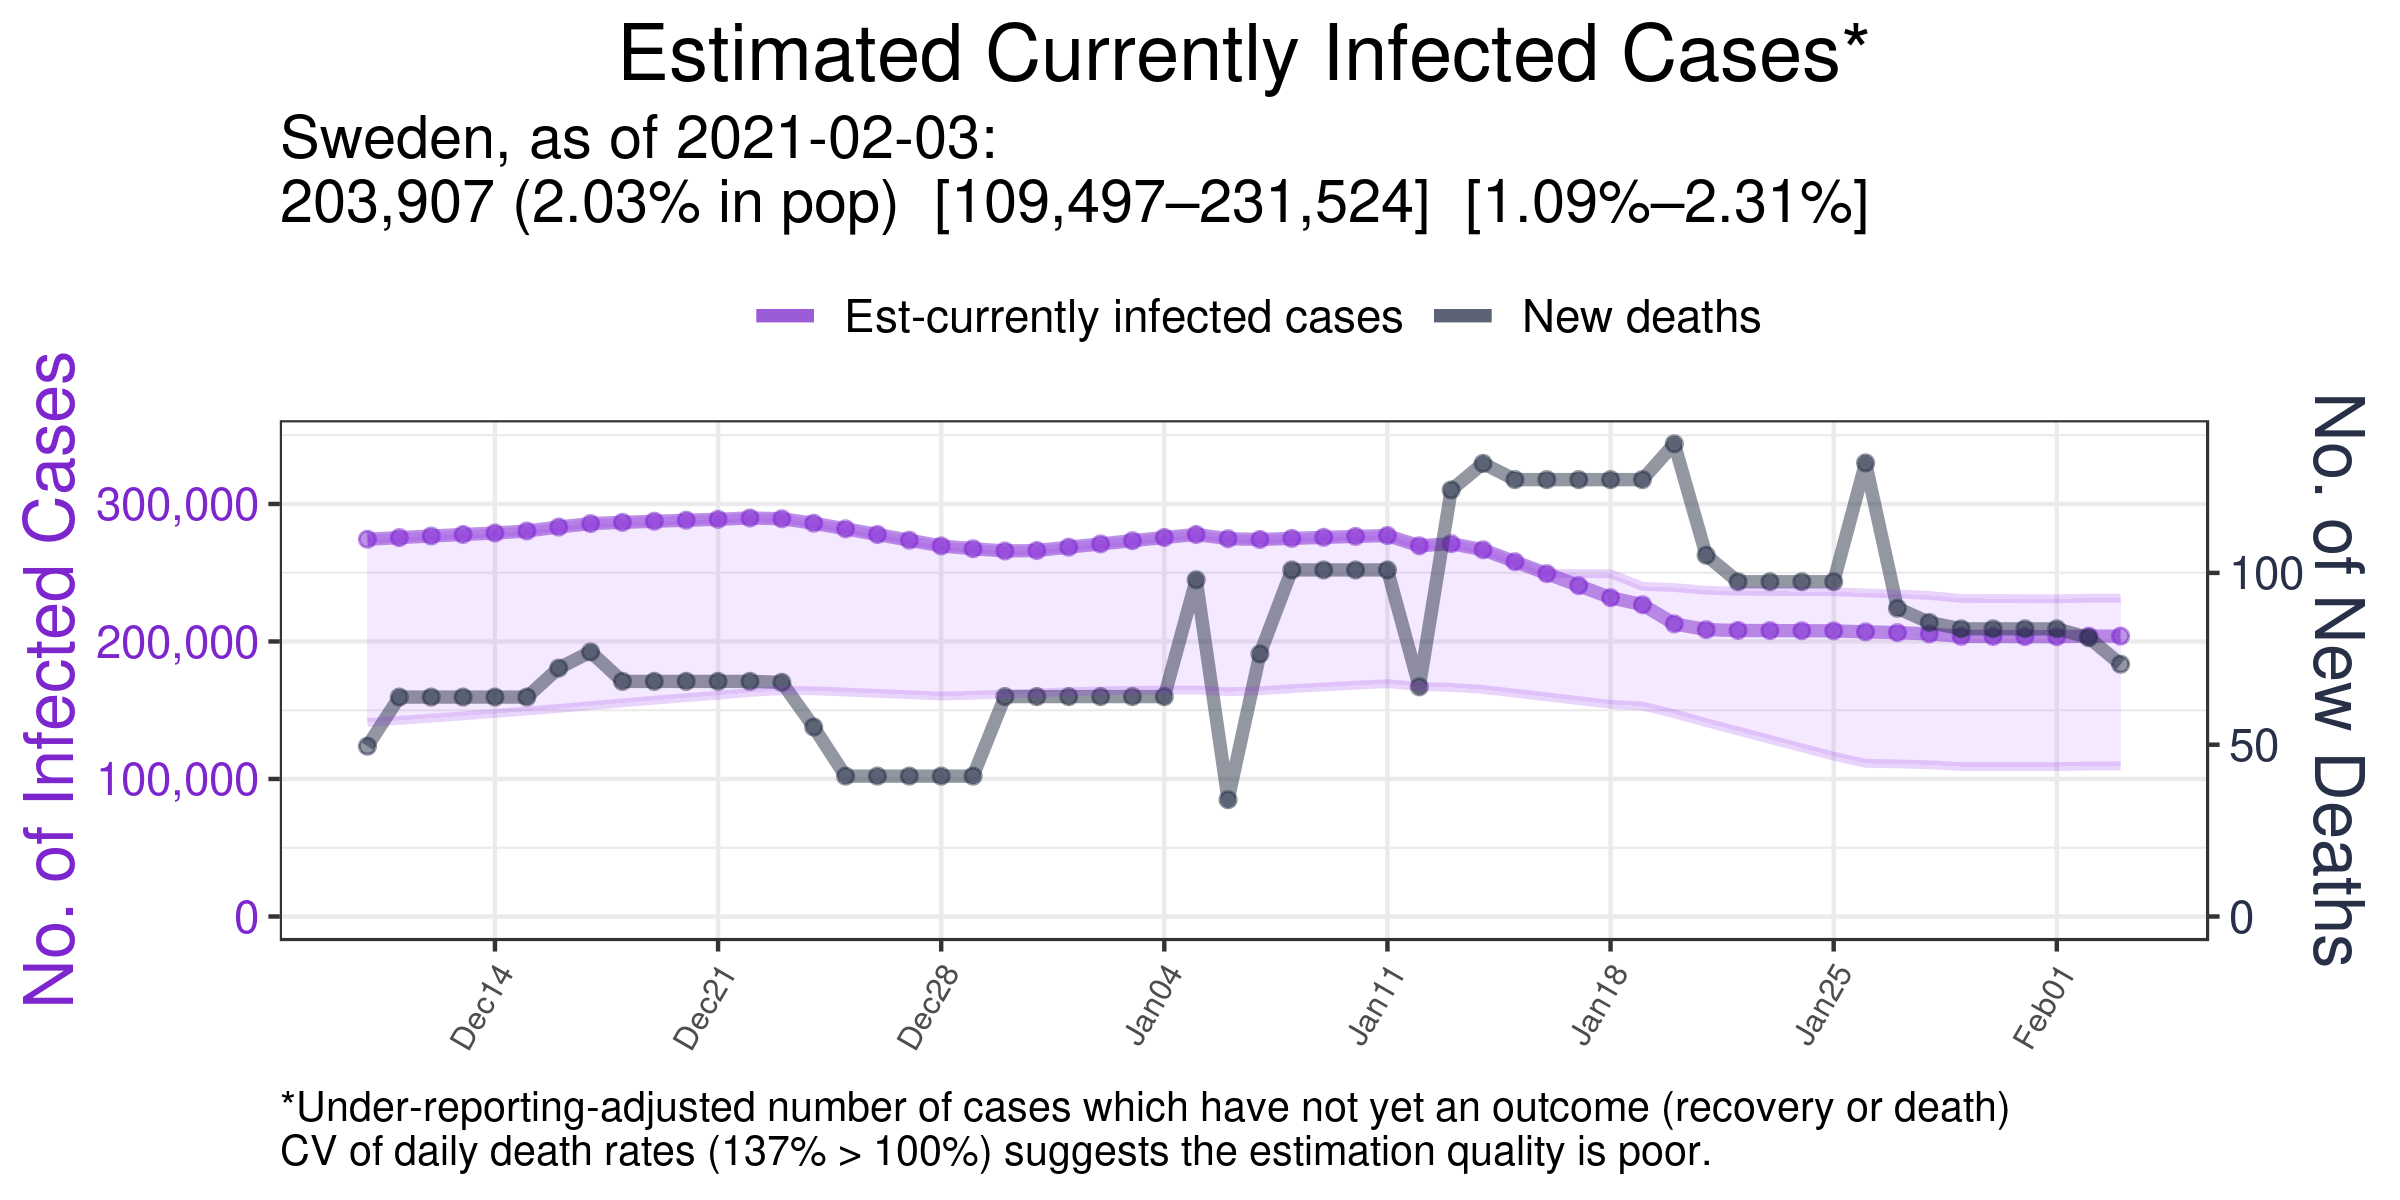 Estimated Currently Infected Cases*
Sweden, as of 2021-02-03:
203,907 (2.03% in pop)  [109,497–231,524]  [1.09%–2.31%]
Est-currently infected cases
New deaths
No. of Infected Cases
300,000
200,000
100,000
0
100
50
0
No. of New Deaths
Dec14
Dec21
Dec28
Jan04
Jan11
Jan18
Jan25
Feb01
*Under-reporting-adjusted number of cases which have not yet an outcome (recovery or death)
CV of daily death rates (137% > 100%) suggests the estimation quality is poor.